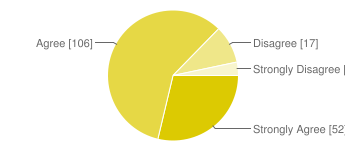 Agree [106]
Disagree [17]
Strongly Disagree [
Strongly Agree [52]